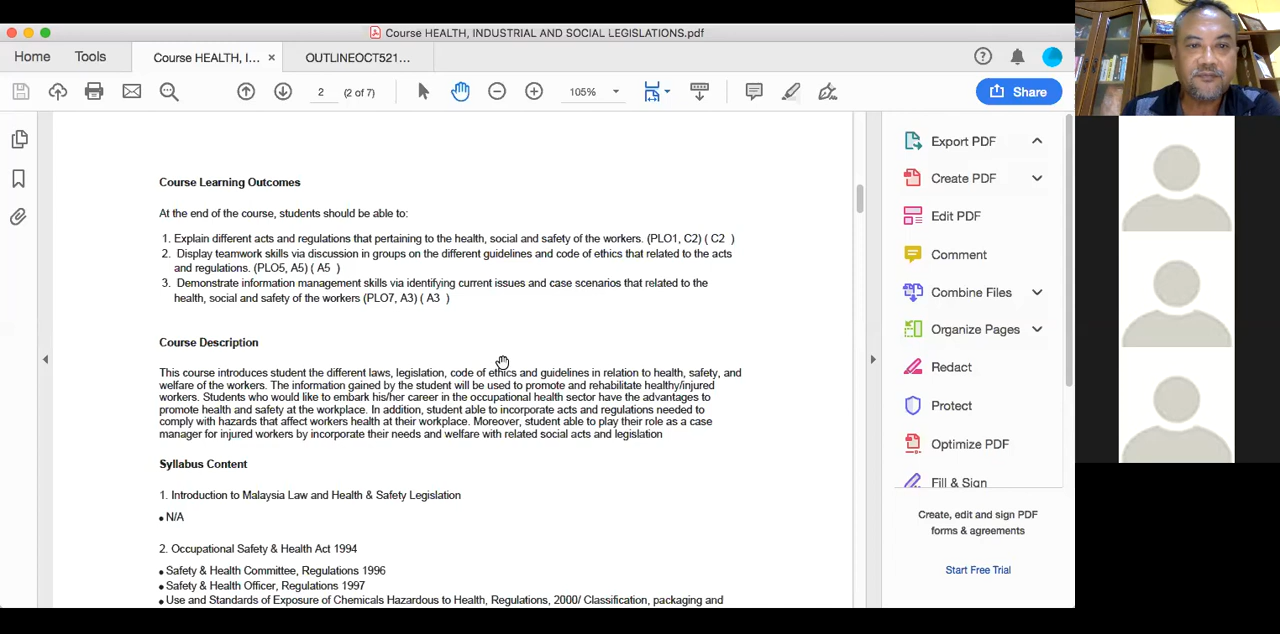 Course HEALTH, INDUSTRIAL AND SOCIAL LEGISLATIONS.pdf
Home Tools Course HEALTH, I... × OUTLINEOCT521...
2 (2 of 7) 105% Share
Course Learning Outcomes
At the end of the course, students should be able to:
1. Explain different acts and regulations that pertaining to the health, social and safety of the workers. (PLO1, C2) ( C2 )
2. Display teamwork skills via discussion in groups on the different guidelines and code of ethics that related to the acts
and regulations. (PLO5, A5) ( A5 )
3. Demonstrate information management skills via identifying current issues and case scenarios that related to the
health, social and safety of the workers (PLO7, A3) ( A3 )
Course Description
This course introduces student the different laws, legislation, code of ethics and guidelines in relation to health, safety, and
welfare of the workers. The information gained by the student will be used to promote and rehabilitate healthy/injured
workers. Students who would like to embark his/her career in the occupational health sector have the advantages to
promote health and safety at the workplace. In addition, student able to incorporate acts and regulations needed to
comply with hazards that affect workers health at their workplace. Moreover, student able to play their role as a case
manager for injured workers by incorporate their needs and welfare with related social acts and legislation
Syllabus Content
1. Introduction to Malaysia Law and Health & Safety Legislation
• N/A
2. Occupational Safety & Health Act 1994
• Safety & Health Committee, Regulations 1996
• Safety & Health Officer, Regulations 1997
• Use and Standards of Exposure of Chemicals Hazardous to Health, Regulations, 2000/ Classification, packaging and
Export PDF
Create PDF
Edit PDF
Comment
Combine Files
Organize Pages
Redact
Protect
Optimize PDF
Fill & Sign
Create, edit and sign PDF
forms & agreements
Start Free Trial